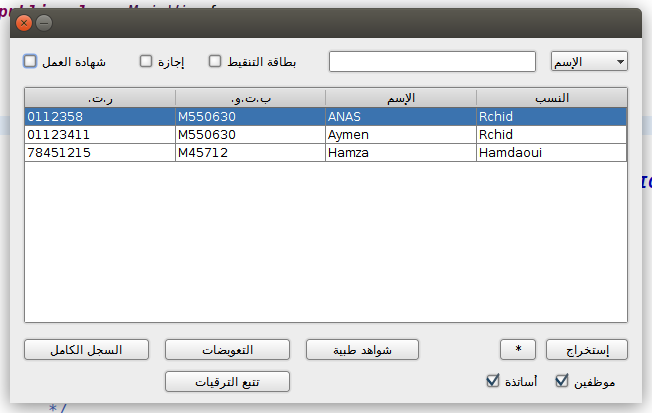 الإسم بطاقة التنقيط إجازة شهادة العمل
النسب الإسم ب.ت.و. ر.ت.
0112358 M550630 ANAS Rchid
01123411 M550630 Aymen Rchid
78451215 M45712 Hamza Hamdaoui
إستخراج * شواهد طبية التعويضات السجل الكامل
موظفين أساتذة تتبع الترقيات
*/